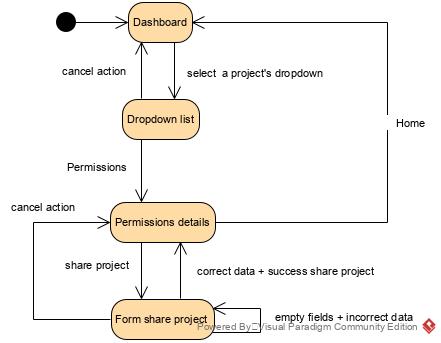 Dashboard
cancel action
select a project's dropdown
Dropdown list
Home
Permissions
cancel action
Permissions details
share project
correct data + success share project
Form share project
empty fields + incorrect data
Powered By Visual Paradigm Community Edition